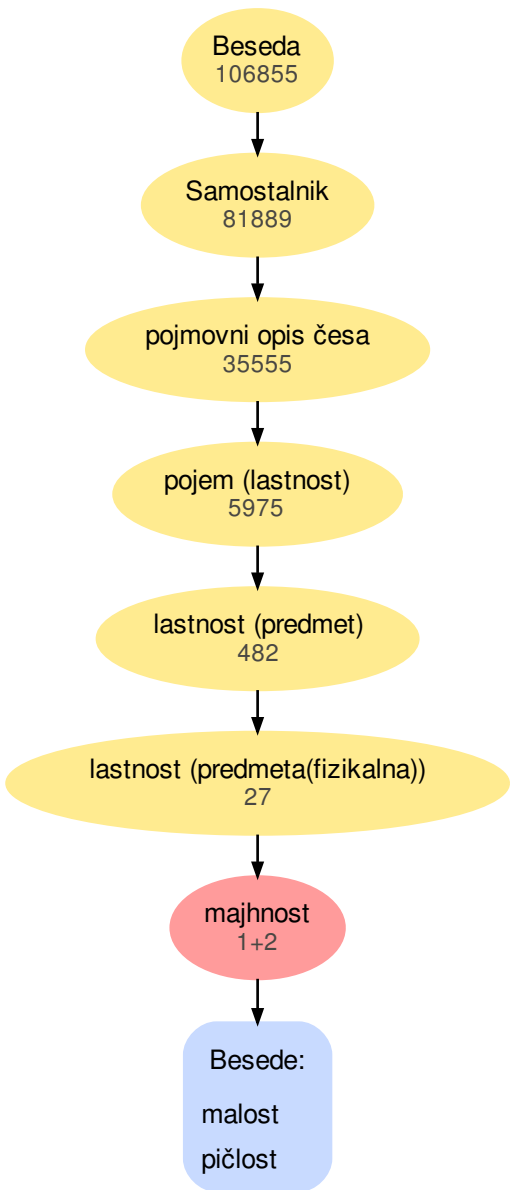 Beseda
106855
Samostalnik
81889
pojmovni opis česa
35555
pojem (lastnost)
5975
lastnost (predmet)
482
lastnost (predmeta(fizikalna))
27
majhnost
1+2
Besede:
malost
pičlost